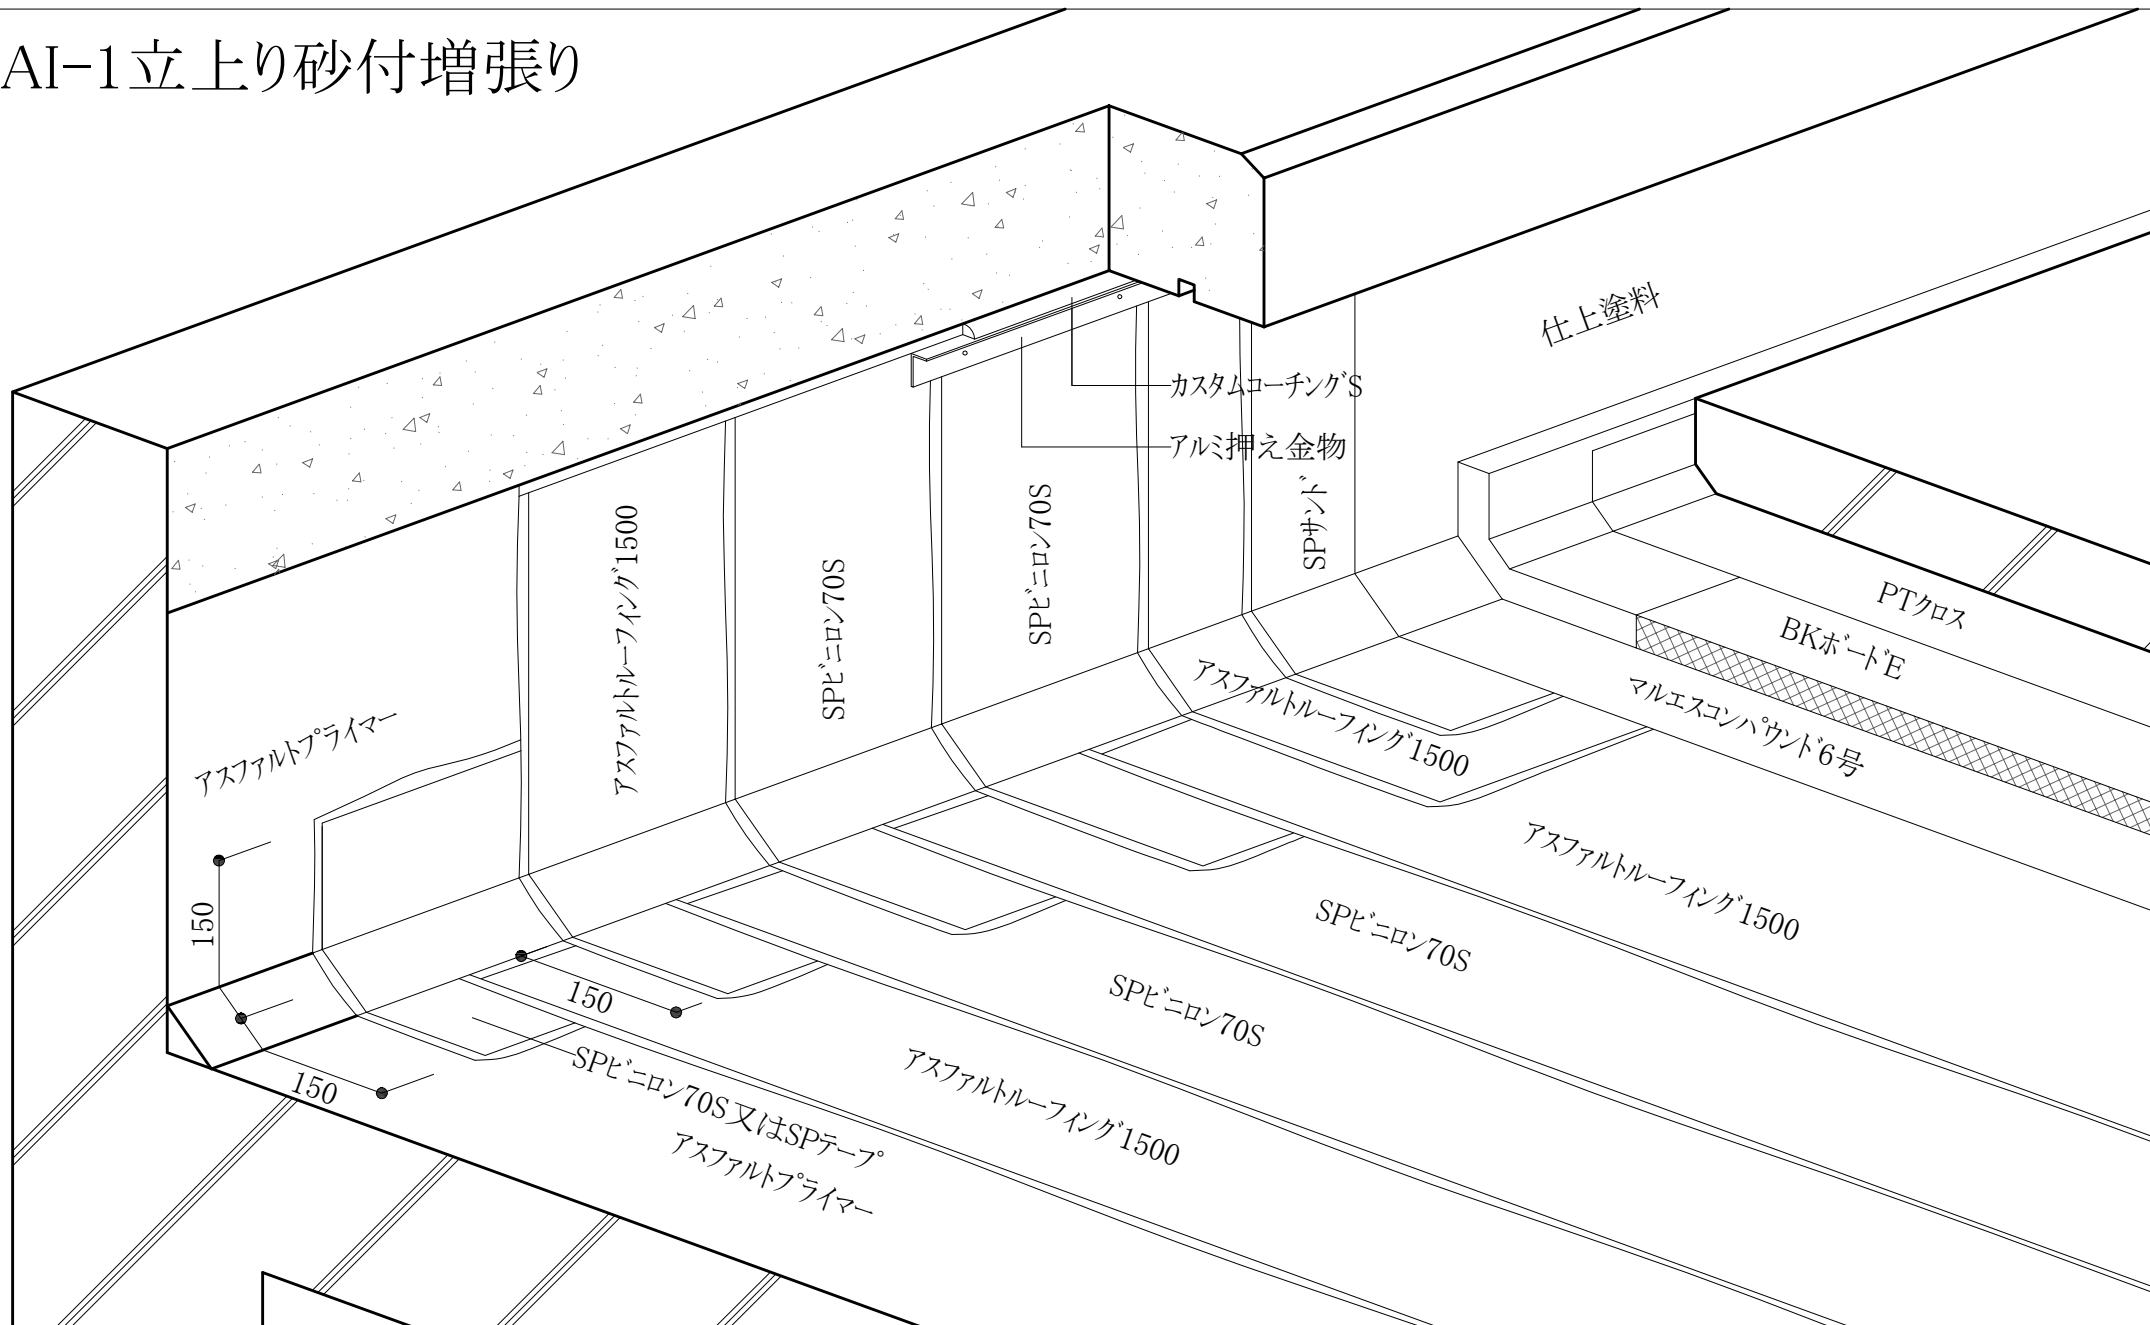 AI-1立上り砂付増張り
仕上塗料
カスタムコーチングS
アルミ押え金物
SPサンド
SPビニロン70S
SPビニロン70S
アスファルトルーフィング1500
アスファルトプライマー
PTクロス
BKボードE
マルエスコンパウンド6号
アスファルトルーフィング1500
アスファルトルーフィング1500
SPビニロン70S
SPビニロン70S
アスファルトルーフィング1500
150
150
150
SPビニロン70S又はSPテープ
アスファルトプライマー